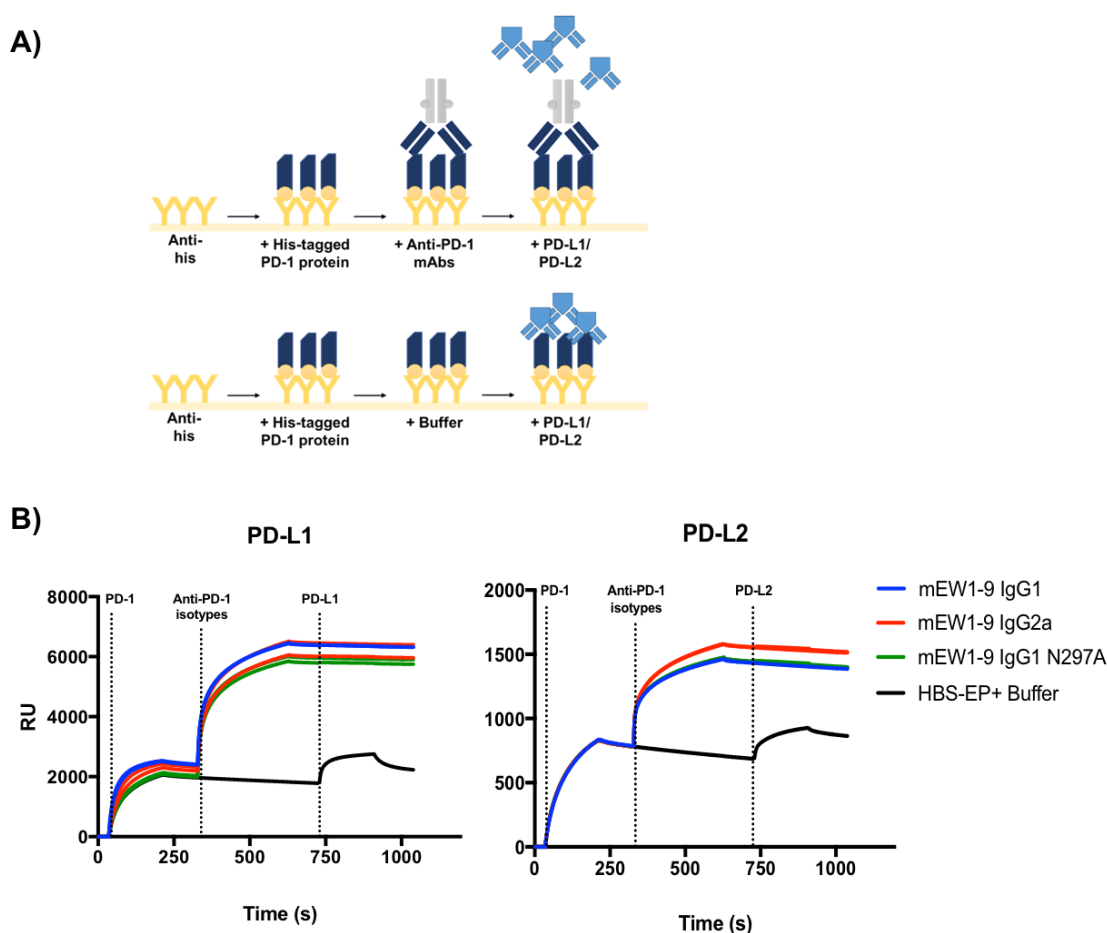 A)
Anti-
his
+ His-tagged
PD-1 protein
+ Anti-PD-1
mAbs
+ PD-L1/
PD-L2
Anti-
his
+ His-tagged
PD-1 protein
+ Buffer
+ PD-L1/
PD-L2
B)
PD-L1
8000
6000
4000
2000
0
RU
PD-1
Anti-PD-1
isotypes
PD-L1
0
250
500
750
1000
Time (s)
PD-L2
2000
1500
1000
500
0
PD-1
Anti-PD-1
isotypes
PD-L2
0
250
500
750
1000
Time (s)
mEW1-9 IgG1
mEW1-9 IgG2a
mEW1-9 IgG1 N297A
HBS-EP+ Buffer